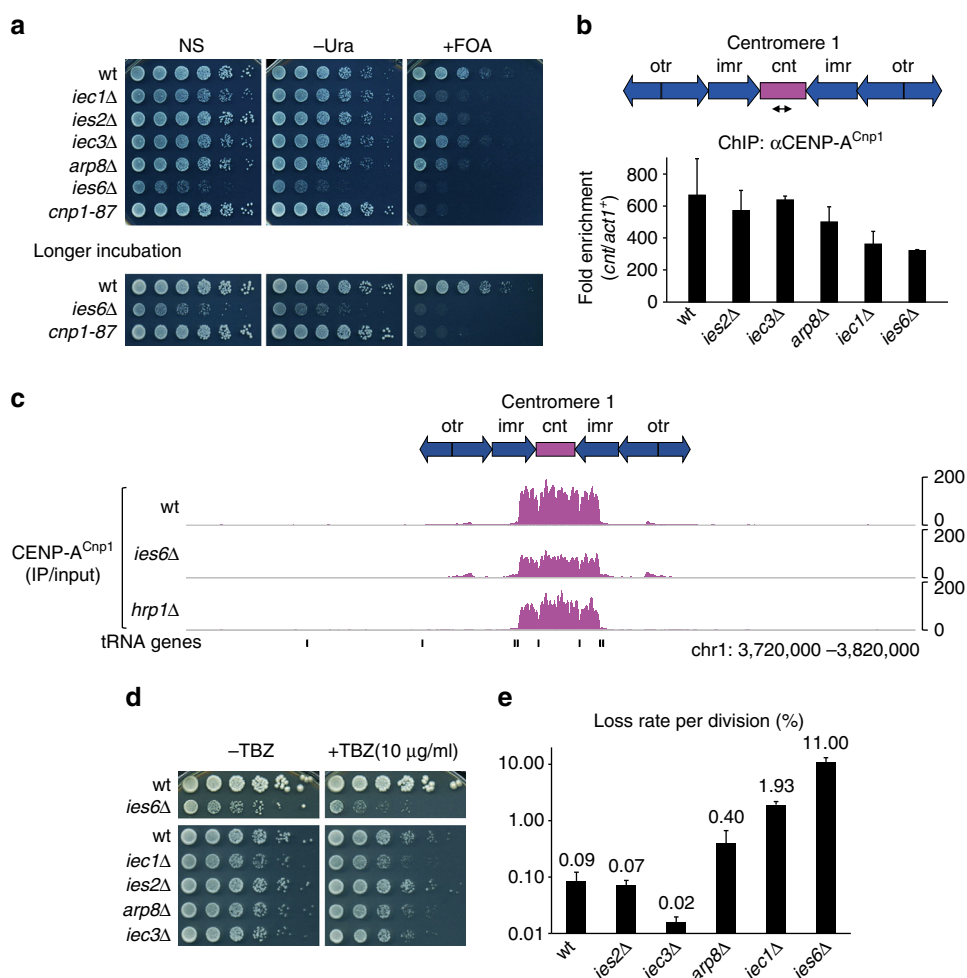 a
NS –Ura +FOA
wt
iec1Δ
ies2Δ
iec3Δ
arp8Δ
ies6Δ
cnp1-87
Longer incubation
wt
ies6Δ
cnp1-87
b
Centromere 1
otr imr cnt imr otr
ChIP: αCENP-A^Cnp1
Fold enrichment
(cnt/act1⁺)
800
600
400
200
0
wt ies2Δ iec3Δ arp8Δ iec1Δ ies6Δ
c
Centromere 1
otr imr cnt imr otr
CENP-A^Cnp1
(IP/input)
wt
200
0
ies6Δ
200
0
hrp1Δ
200
0
tRNA genes
chr1: 3,720,000 –3,820,000
d
–TBZ +TBZ(10 μg/ml)
wt
ies6Δ
wt
iec1Δ
ies2Δ
arp8Δ
iec3Δ
e
Loss rate per division (%)
10.00
1.00
0.10
0.01
0.09 0.07 0.02 0.40 1.93 11.00
wt ies2Δ iec3Δ arp8Δ iec1Δ ies6Δ